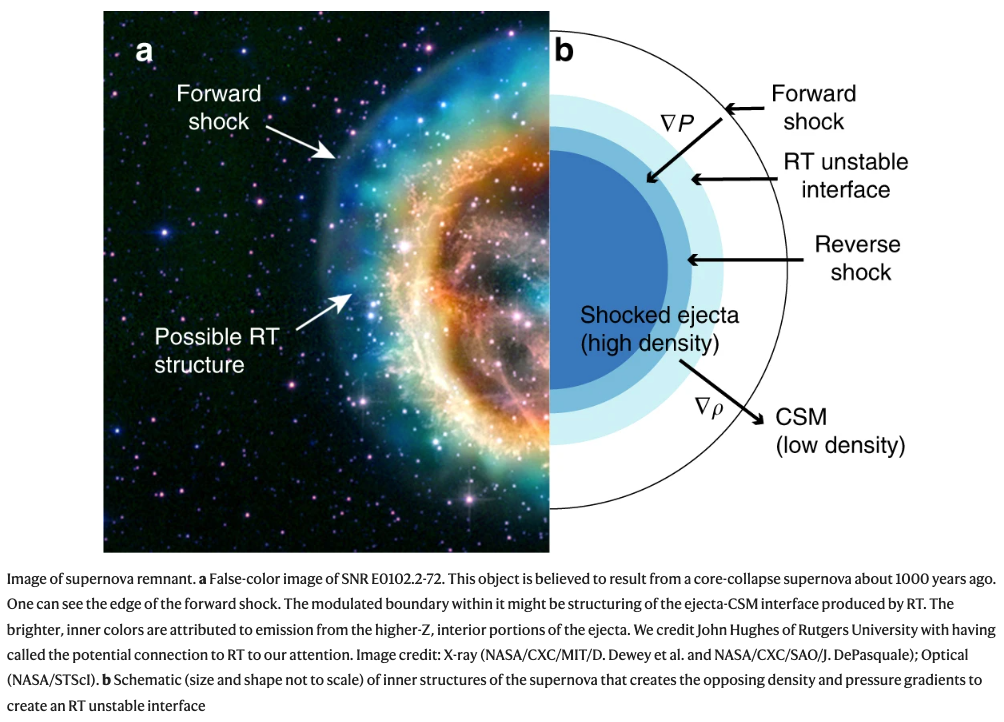 a
Forward
shock
Possible RT
structure
b
∇P
Forward
shock
RT unstable
interface
Reverse
shock
Shocked ejecta
(high density)
∇ρ
CSM
(low density)
Image of supernova remnant. a False-color image of SNR E0102.2-72. This object is believed to result from a core-collapse supernova about 1000 years ago.
One can see the edge of the forward shock. The modulated boundary within it might be structuring of the ejecta-CSM interface produced by RT. The
brighter, inner colors are attributed to emission from the higher-Z, interior portions of the ejecta. We credit John Hughes of Rutgers University with having
called the potential connection to RT to our attention. Image credit: X-ray (NASA/CXC/MIT/D. Dewey et al. and NASA/CXC/SAO/J. DePasquale); Optical
(NASA/STScI). b Schematic (size and shape not to scale) of inner structures of the supernova that creates the opposing density and pressure gradients to
create an RT unstable interface